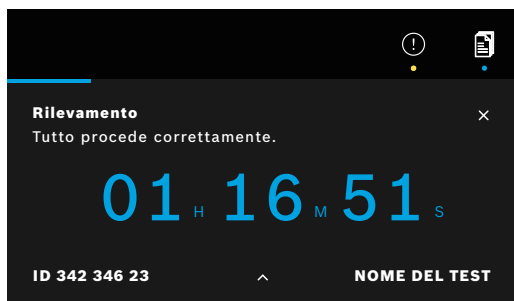 Rilevamento
Tutto procede correttamente.
01 H 16 M 51 S
ID 342 346 23 NOME DEL TEST